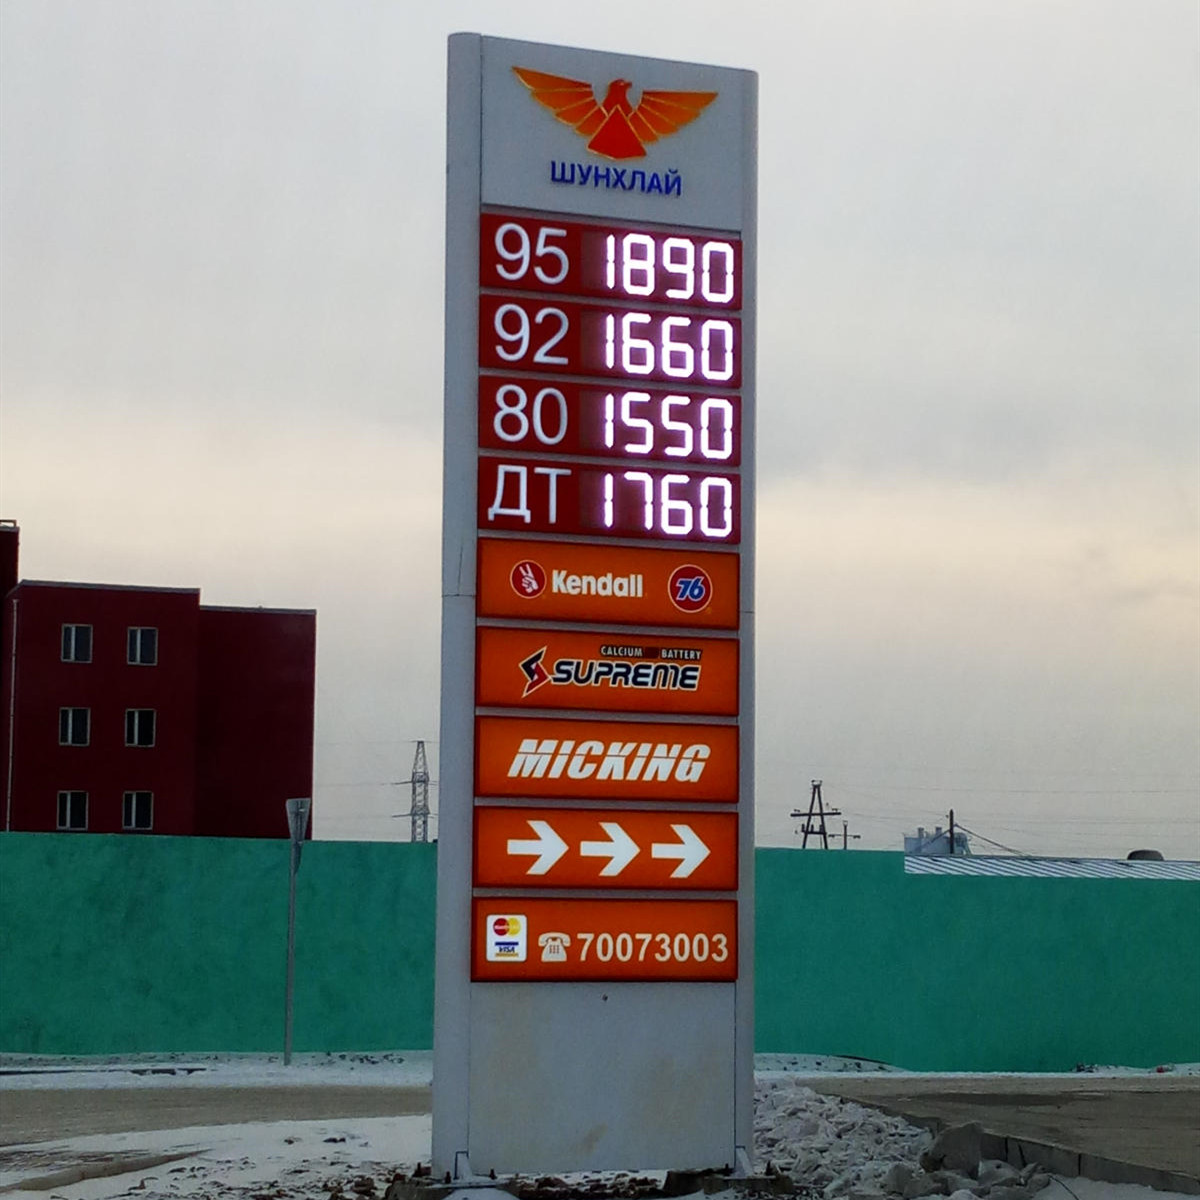 ШУНХЛАЙ
95 1890
92 1660
80 1550
ДТ 1760
Kendall 76
CALCIUM BATTERY
SUPREME
MICKING
70073003
VISA